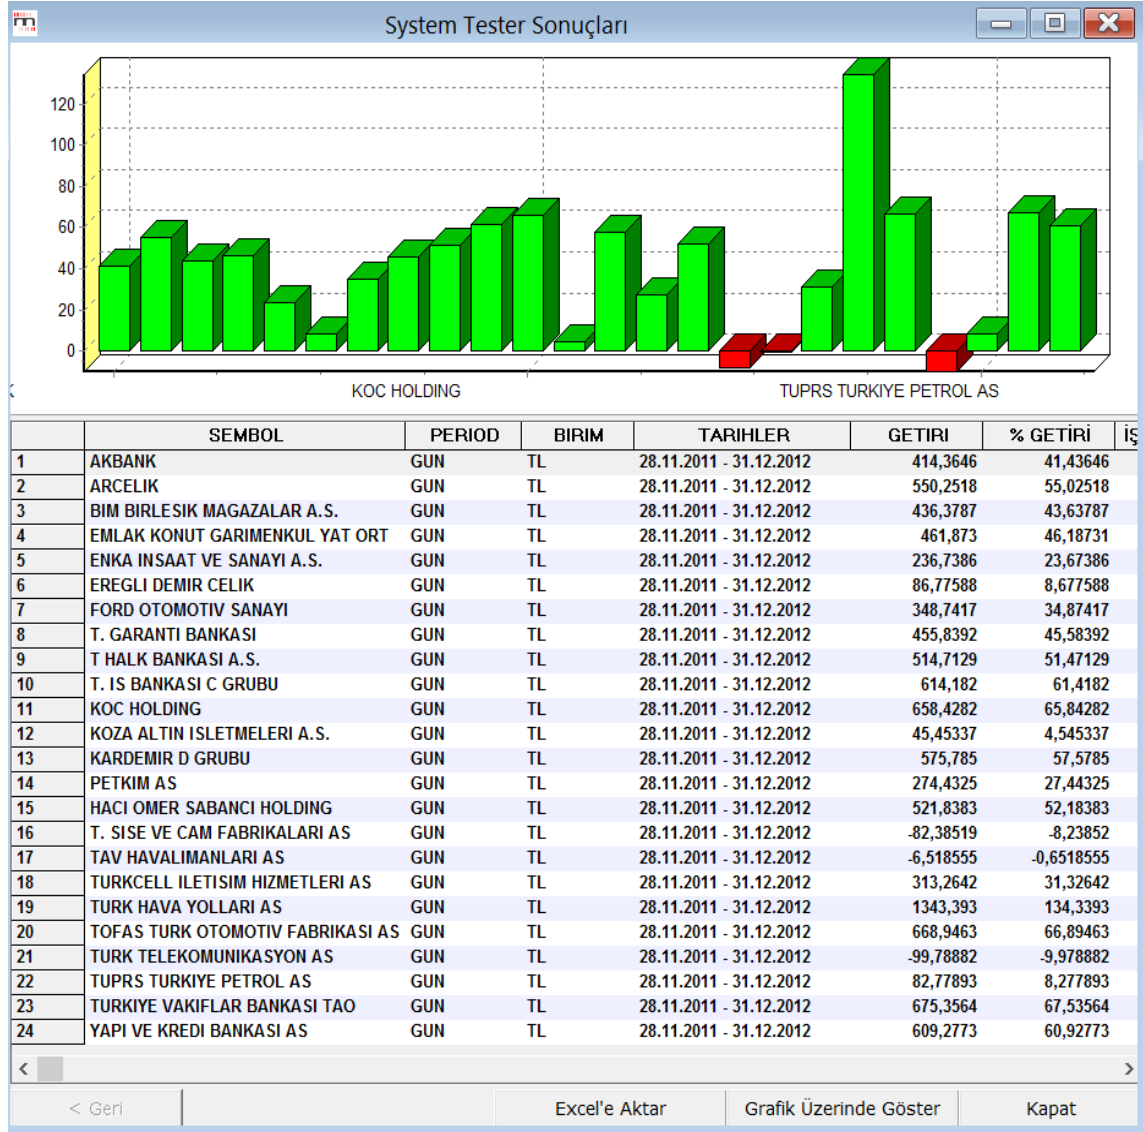 System Tester Sonuçları
120
100
80
60
40
20
0
KOC HOLDING TUPRS TURKIYE PETROL AS
SEMBOL PERIOD BIRIM TARIHLER GETIRI % GETİRİ İŞ
1 AKBANK GUN TL 28.11.2011 - 31.12.2012 414,3646 41,43646
2 ARCELIK GUN TL 28.11.2011 - 31.12.2012 550,2518 55,02518
3 BIM BIRLESIK MAGAZALAR A.S. GUN TL 28.11.2011 - 31.12.2012 436,3787 43,63787
4 EMLAK KONUT GARIMENKUL YAT ORT GUN TL 28.11.2011 - 31.12.2012 461,873 46,18731
5 ENKA INSAAT VE SANAYI A.S. GUN TL 28.11.2011 - 31.12.2012 236,7386 23,67386
6 EREGLI DEMIR CELIK GUN TL 28.11.2011 - 31.12.2012 86,77588 8,677588
7 FORD OTOMOTIV SANAYI GUN TL 28.11.2011 - 31.12.2012 348,7417 34,87417
8 T. GARANTI BANKASI GUN TL 28.11.2011 - 31.12.2012 455,8392 45,58392
9 T HALK BANKASI A.S. GUN TL 28.11.2011 - 31.12.2012 514,7129 51,47129
10 T. IS BANKASI C GRUBU GUN TL 28.11.2011 - 31.12.2012 614,182 61,4182
11 KOC HOLDING GUN TL 28.11.2011 - 31.12.2012 658,4282 65,84282
12 KOZA ALTIN ISLETMELERI A.S. GUN TL 28.11.2011 - 31.12.2012 45,45337 4,545337
13 KARDEMIR D GRUBU GUN TL 28.11.2011 - 31.12.2012 575,785 57,5785
14 PETKIM AS GUN TL 28.11.2011 - 31.12.2012 274,4325 27,44325
15 HACI OMER SABANCI HOLDING GUN TL 28.11.2011 - 31.12.2012 521,8383 52,18383
16 T. SISE VE CAM FABRIKALARI AS GUN TL 28.11.2011 - 31.12.2012 -82,38519 -8,23852
17 TAV HAVALIMANLARI AS GUN TL 28.11.2011 - 31.12.2012 -6,518555 -0,6518555
18 TURKCELL ILETISIM HIZMETLERI AS GUN TL 28.11.2011 - 31.12.2012 313,2642 31,32642
19 TURK HAVA YOLLARI AS GUN TL 28.11.2011 - 31.12.2012 1343,393 134,3393
20 TOFAS TURK OTOMOTIV FABRIKASI AS GUN TL 28.11.2011 - 31.12.2012 668,9463 66,89463
21 TURK TELEKOMUNIKASYON AS GUN TL 28.11.2011 - 31.12.2012 -99,78882 -9,978882
22 TUPRS TURKIYE PETROL AS GUN TL 28.11.2011 - 31.12.2012 82,77893 8,277893
23 TURKIYE VAKIFLAR BANKASI TAO GUN TL 28.11.2011 - 31.12.2012 675,3564 67,53564
24 YAPI VE KREDI BANKASI AS GUN TL 28.11.2011 - 31.12.2012 609,2773 60,92773
< Geri Excel'e Aktar Grafik Üzerinde Göster Kapat